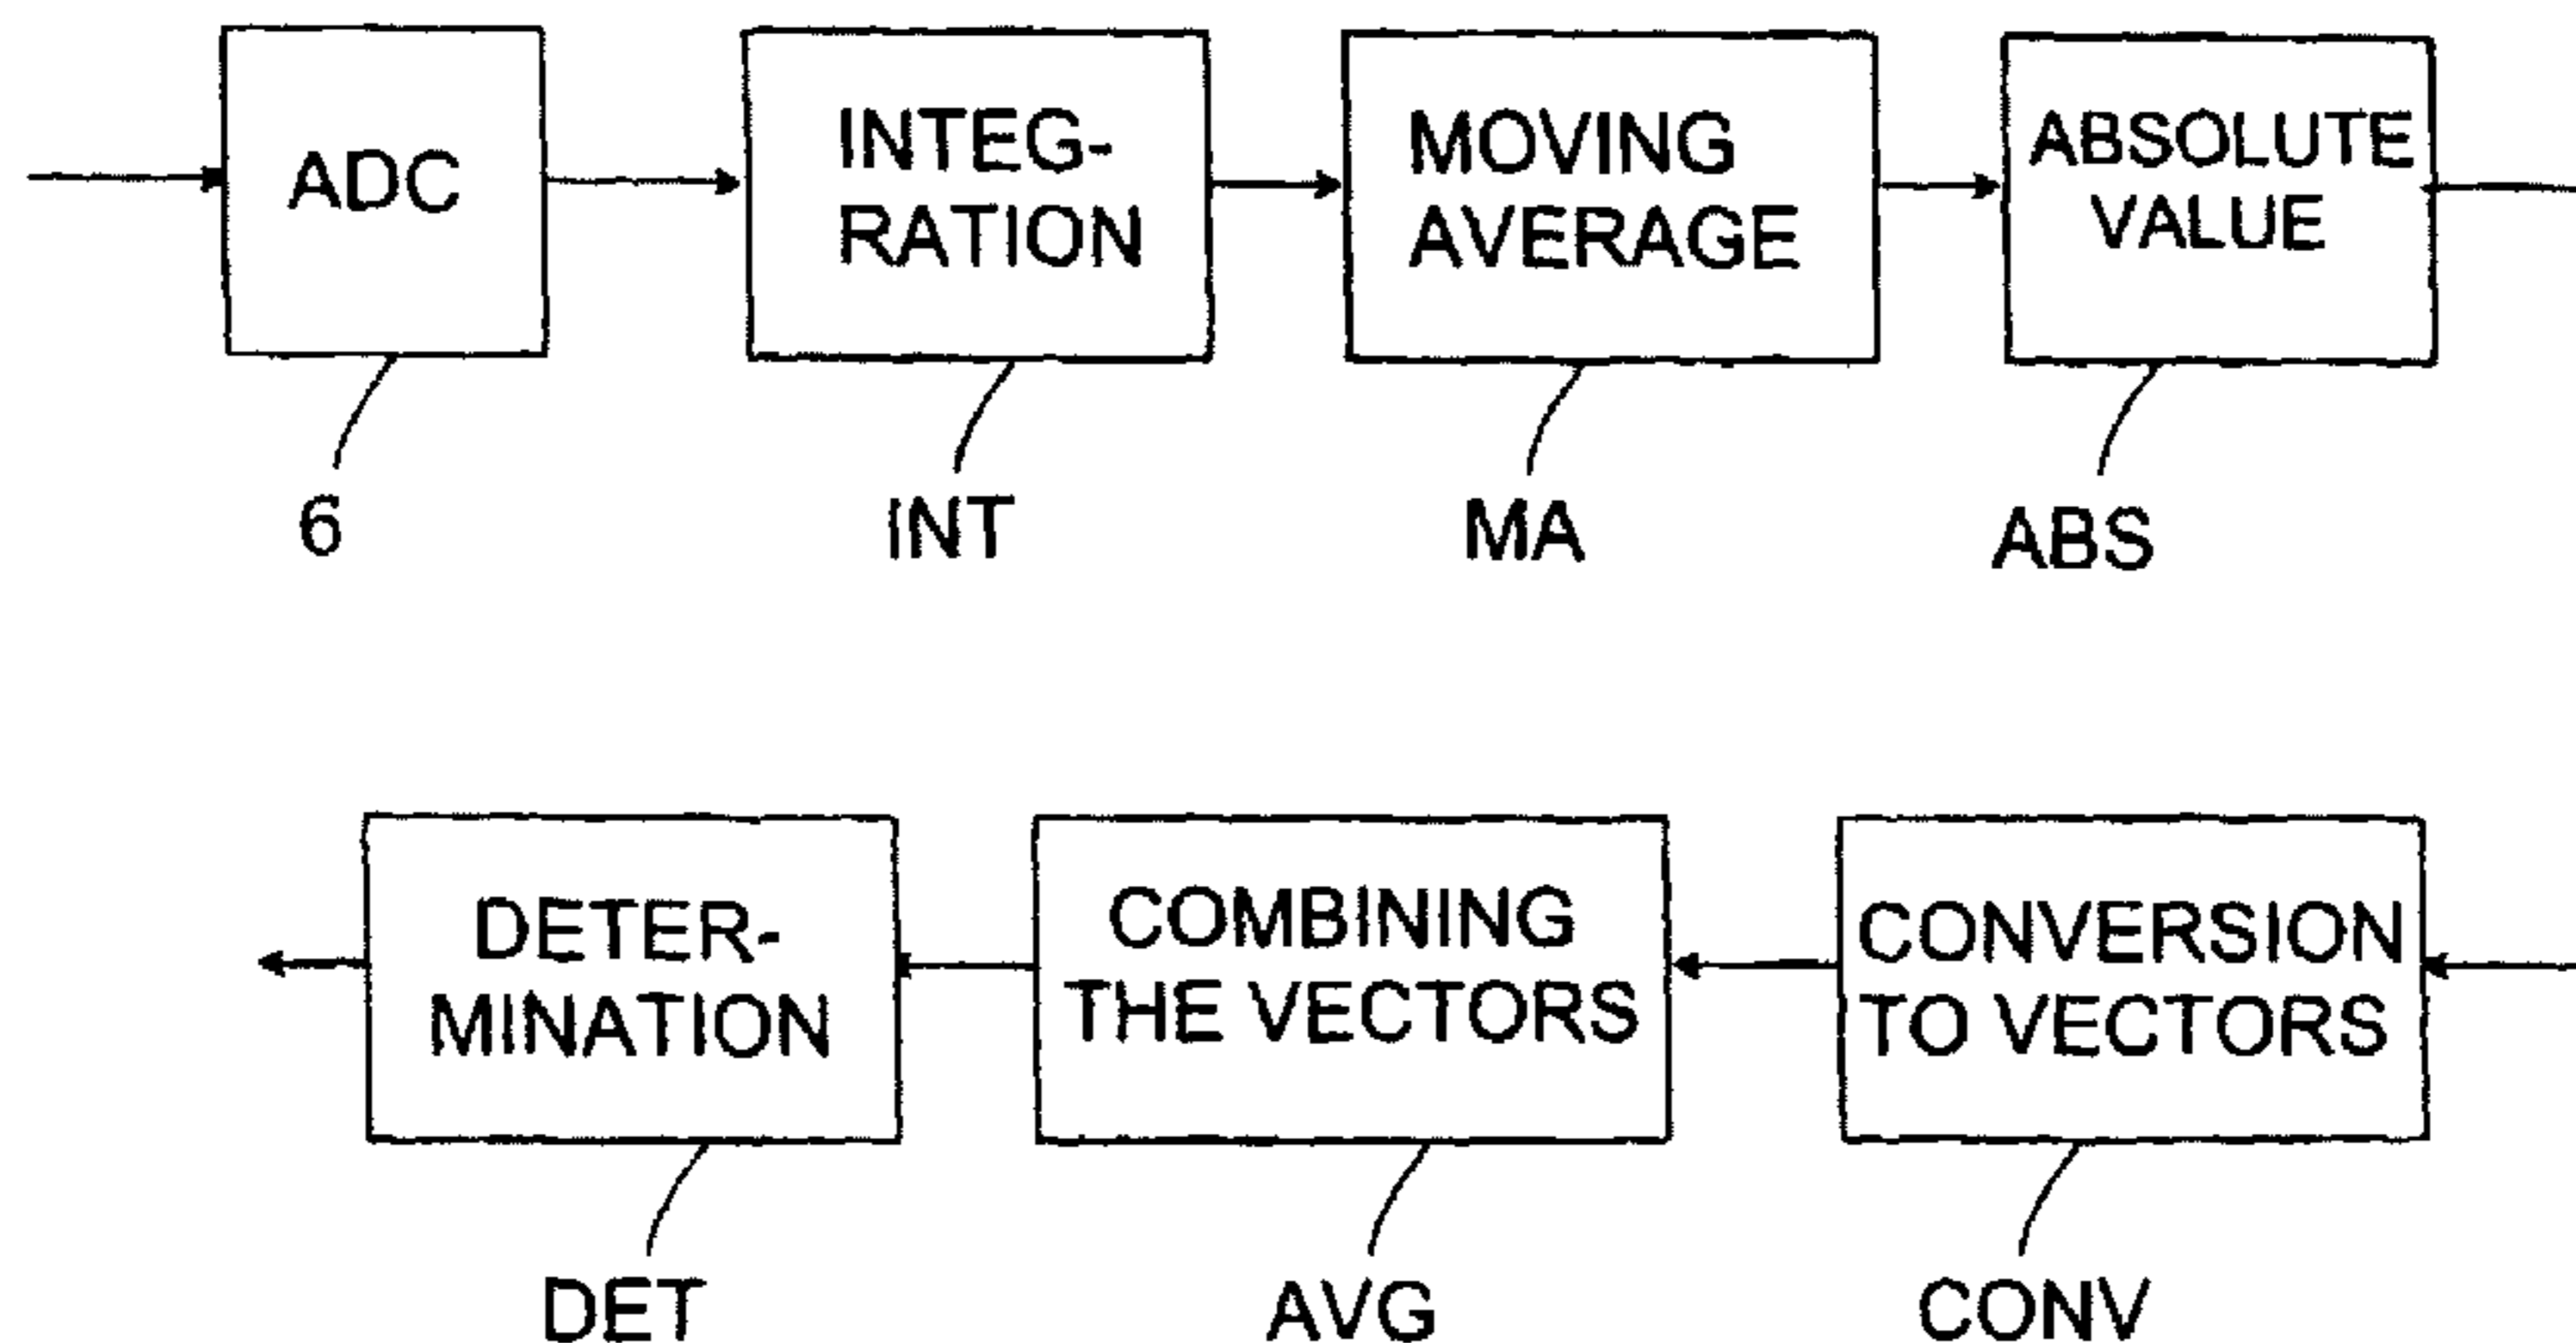 ADC
INTEG-
RATION
MOVING
AVERAGE
ABSOLUTE
VALUE
6
INT
MA
ABS
DETER-
MINATION
COMBINING
THE VECTORS
CONVERSION
TO VECTORS
DET
AVG
CONV